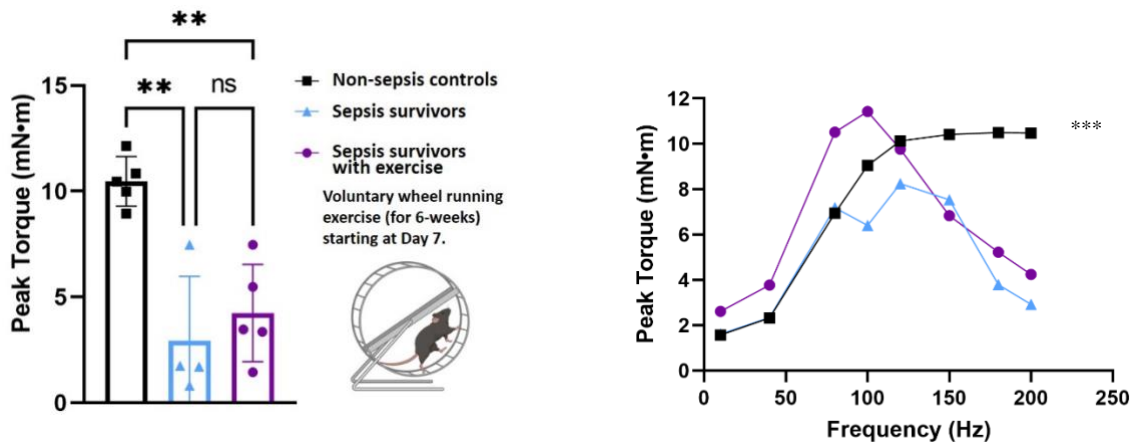 **
** ns
Peak Torque (mN•m)
15
10
5
0
Non-sepsis controls
Sepsis survivors
Sepsis survivors
with exercise
Voluntary wheel running
exercise (for 6-weeks)
starting at Day 7.
Peak Torque (mN•m)
12
10
8
6
4
2
0
***
0 50 100 150 200 250
Frequency (Hz)